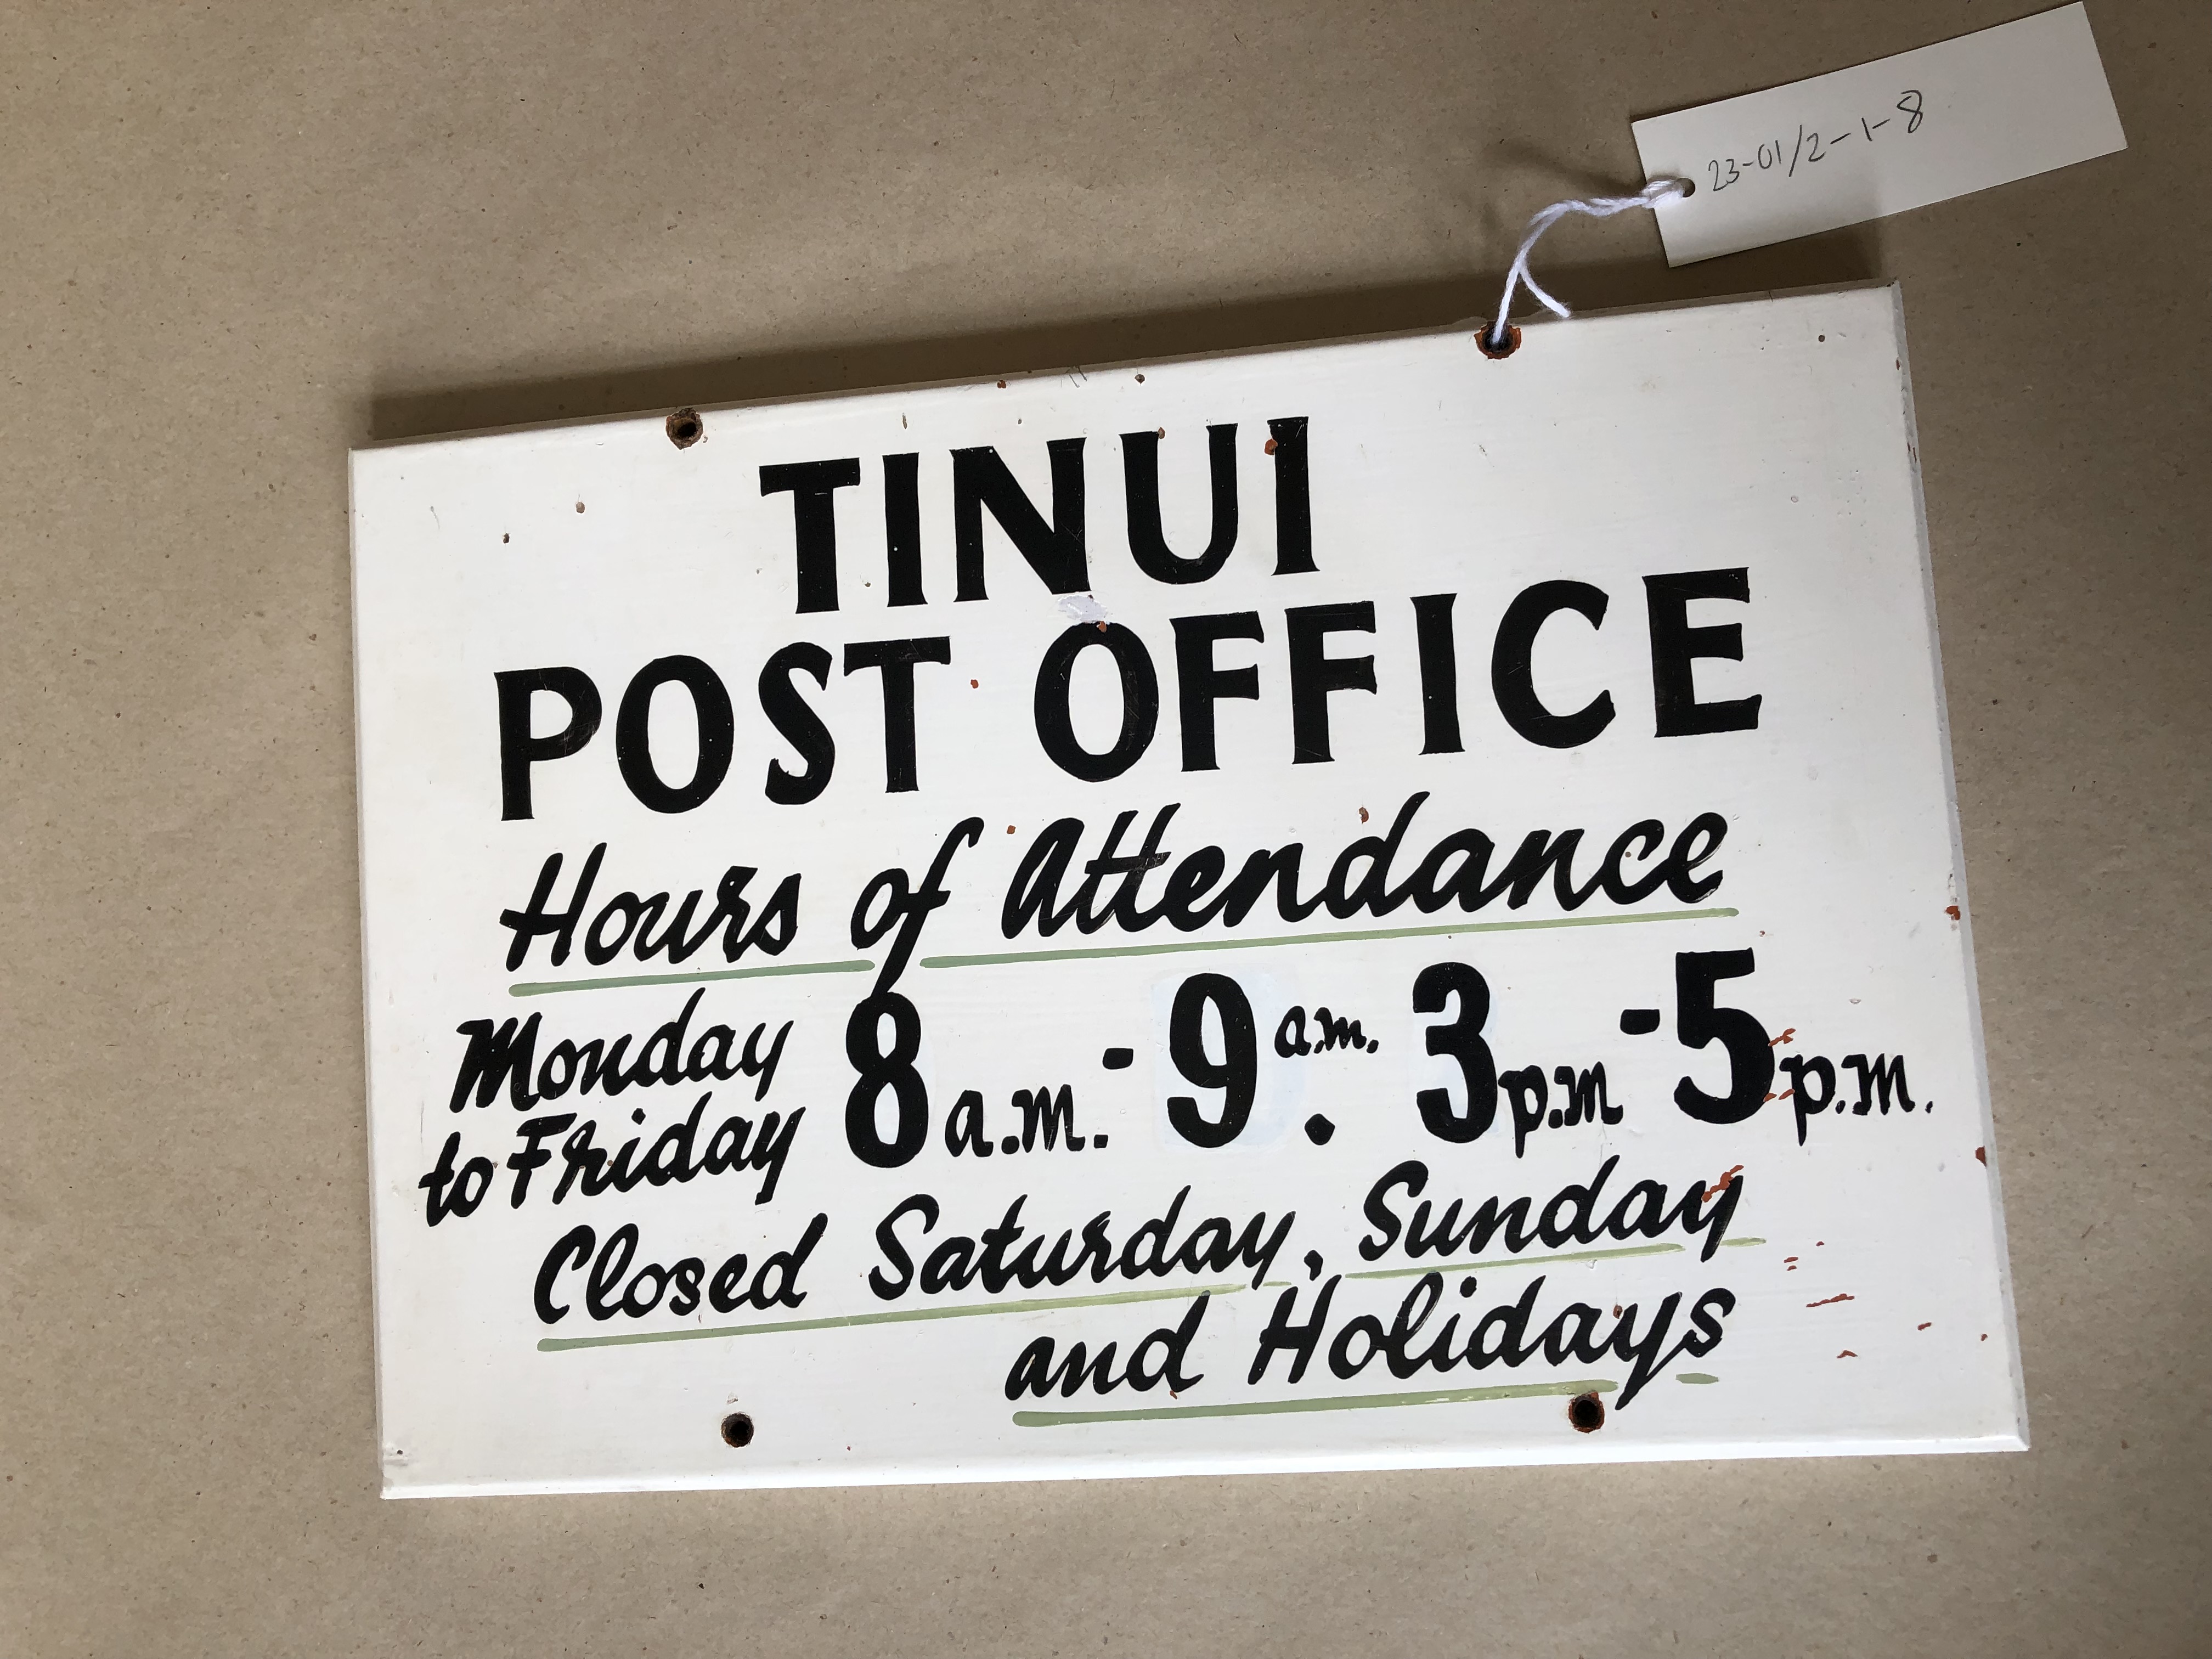 TINUI
POST OFFICE
Hours of Attendance
Monday
to Friday 8 a.m. - 9 a.m. . 3 p.m - 5 p.m.
Closed Saturday, Sunday
and Holidays
23-01/2-1-8